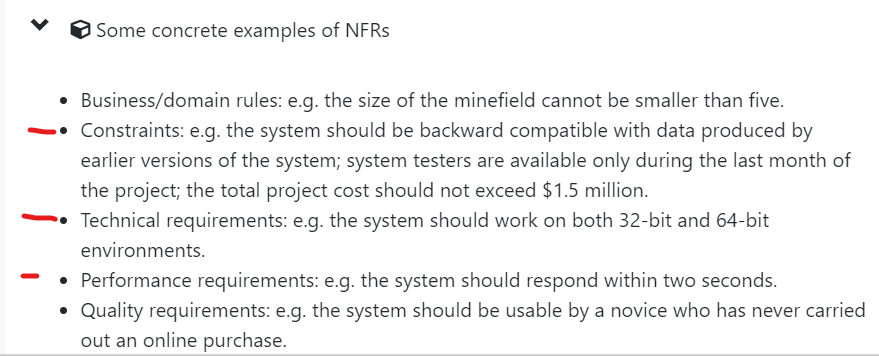 Some concrete examples of NFRs
• Business/domain rules: e.g. the size of the minefield cannot be smaller than five.
• Constraints: e.g. the system should be backward compatible with data produced by
earlier versions of the system; system testers are available only during the last month of
the project; the total project cost should not exceed $1.5 million.
• Technical requirements: e.g. the system should work on both 32-bit and 64-bit
environments.
• Performance requirements: e.g. the system should respond within two seconds.
• Quality requirements: e.g. the system should be usable by a novice who has never carried
out an online purchase.